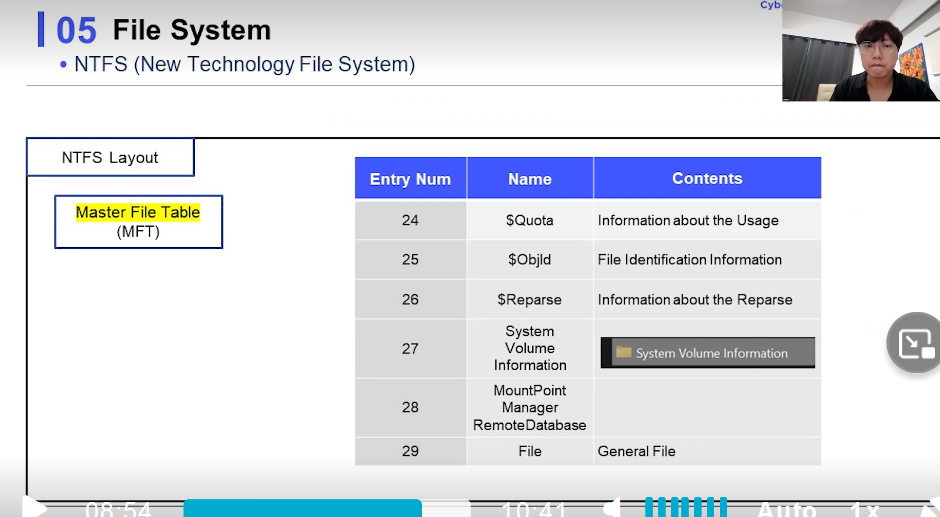 Cyb
05 File System
• NTFS (New Technology File System)
NTFS Layout
Master File Table
(MFT)
Entry Num Name Contents
24 $Quota Information about the Usage
25 $ObjId File Identification Information
26 $Reparse Information about the Reparse
27 System Volume Information System Volume Information
28 MountPoint Manager RemoteDatabase
29 File General File
08:54 10:41 Auto 1x